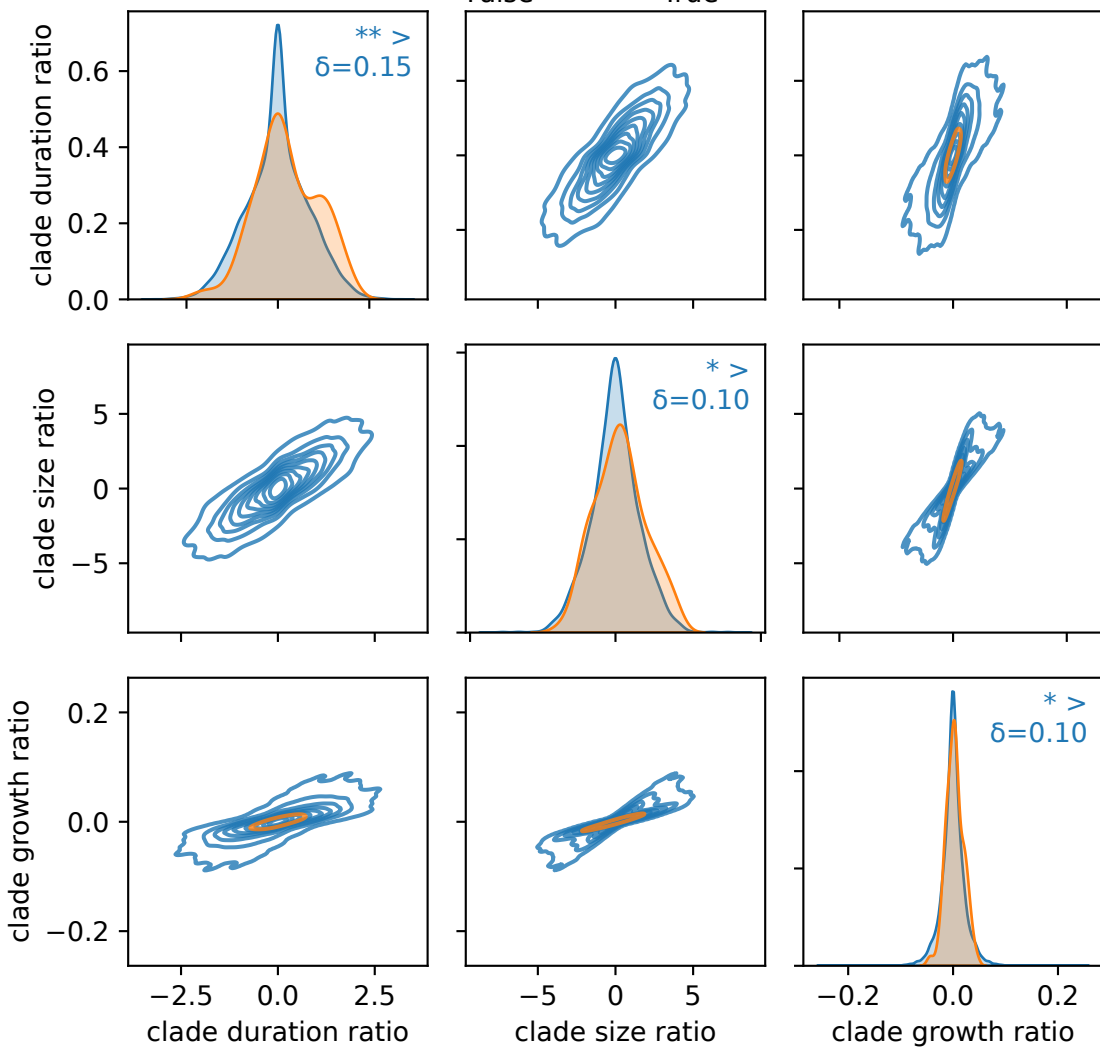 clade duration ratio
0.6
0.4
0.2
0.0
** >
δ=0.15
clade size ratio
5
0
−5
* >
δ=0.10
clade growth ratio
0.2
0.0
−0.2
* >
δ=0.10
−2.5 0.0 2.5
−5 0 5
−0.2 0.0 0.2
clade duration ratio
clade size ratio
clade growth ratio